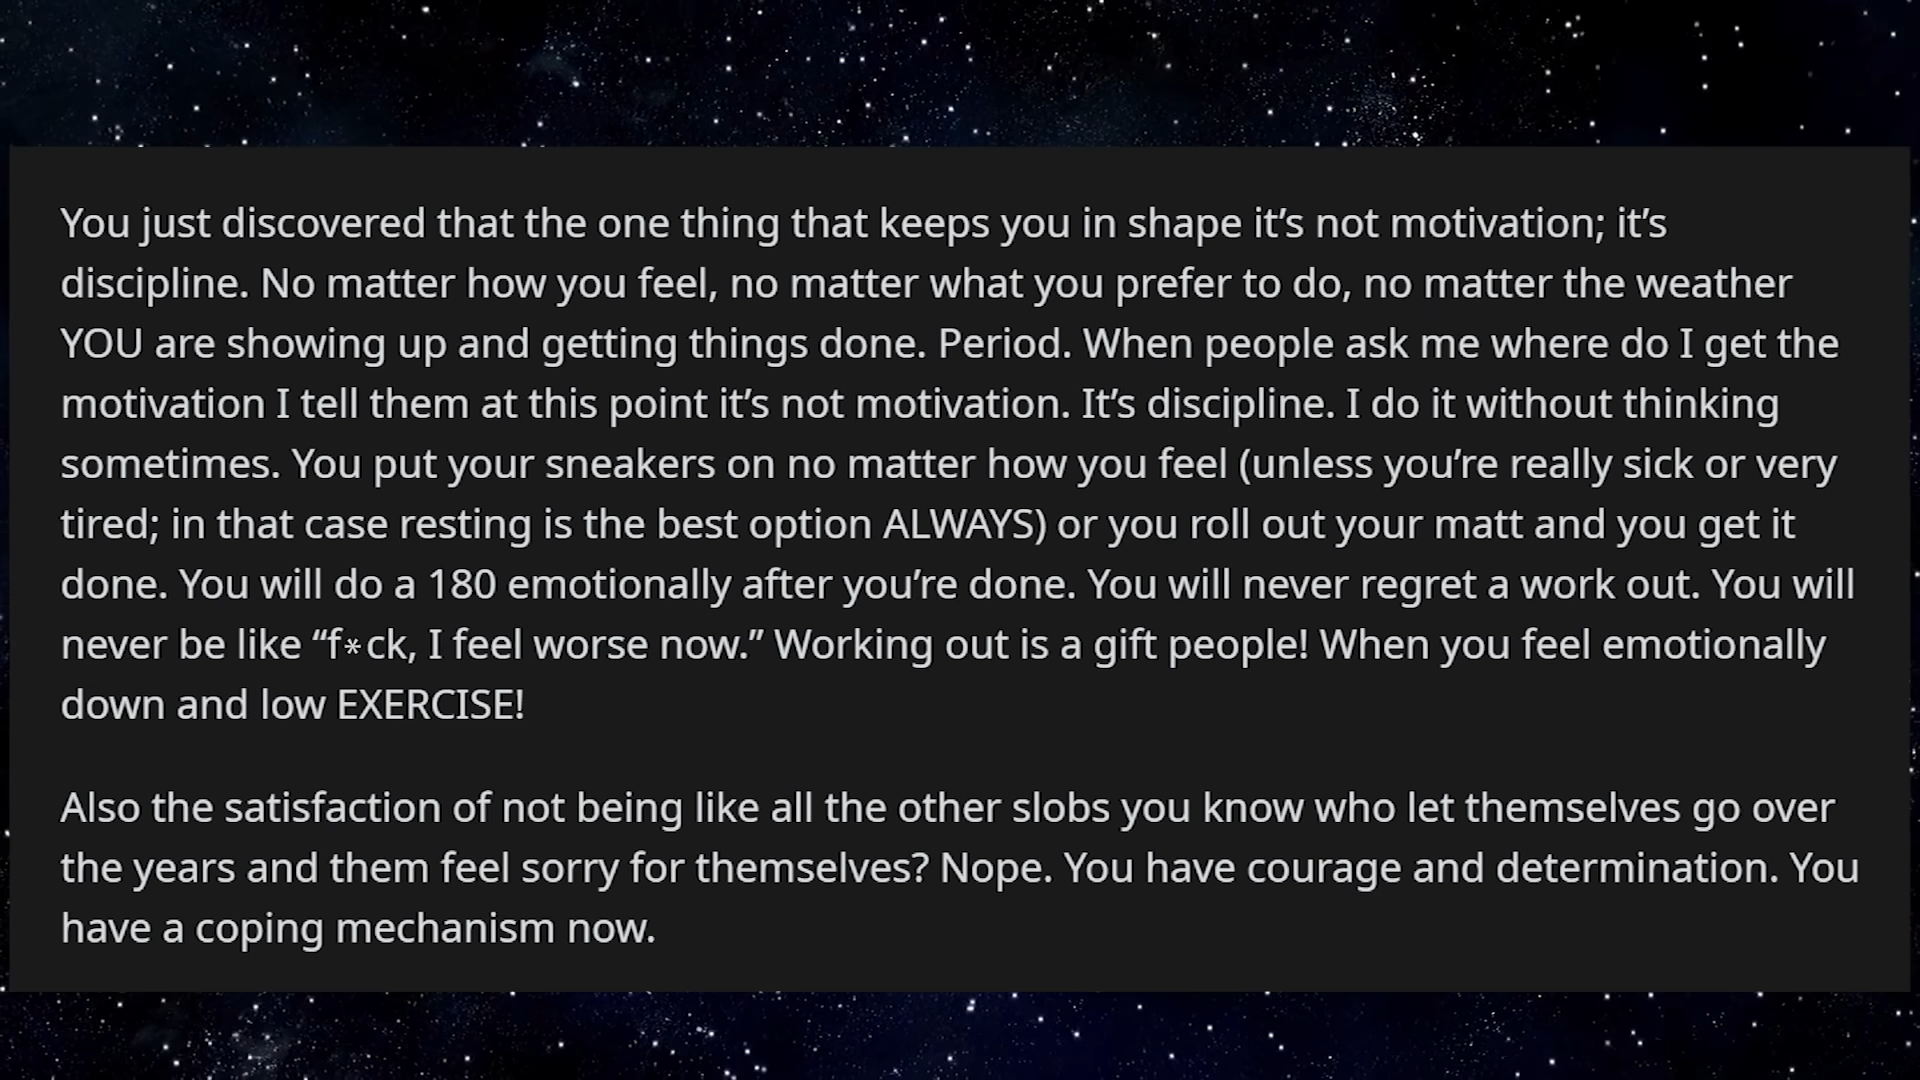 You just discovered that the one thing that keeps you in shape it’s not motivation; it’s
discipline. No matter how you feel, no matter what you prefer to do, no matter the weather
YOU are showing up and getting things done. Period. When people ask me where do I get the
motivation I tell them at this point it’s not motivation. It’s discipline. I do it without thinking
sometimes. You put your sneakers on no matter how you feel (unless you’re really sick or very
tired; in that case resting is the best option ALWAYS) or you roll out your matt and you get it
done. You will do a 180 emotionally after you’re done. You will never regret a work out. You will
never be like “f*ck, I feel worse now.” Working out is a gift people! When you feel emotionally
down and low EXERCISE!
Also the satisfaction of not being like all the other slobs you know who let themselves go over
the years and them feel sorry for themselves? Nope. You have courage and determination. You
have a coping mechanism now.